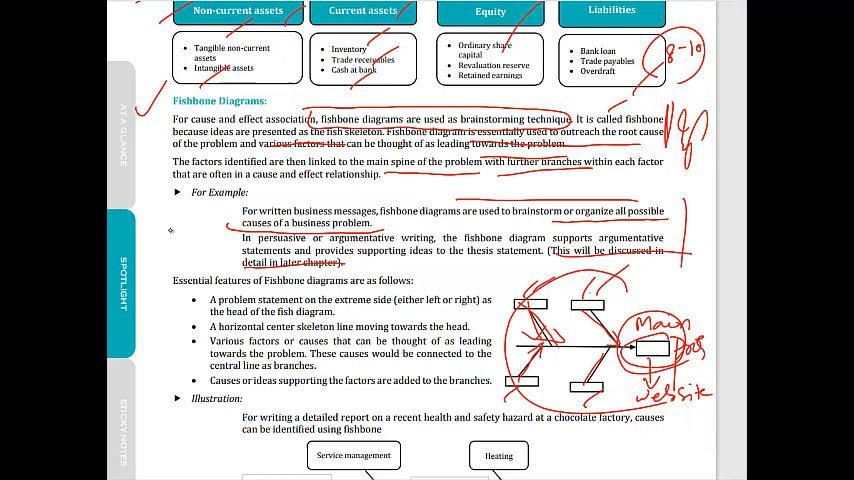 Non-current assets
Current assets
Equity
Liabilities
• Tangible non-current
assets
• Intangible assets
• Inventory
• Trade receivables
• Cash at bank
• Ordinary share
capital
• Revaluation reserve
• Retained earnings
• Bank loan
• Trade payables
• Overdraft
8-10
AT A GLANCE
Fishbone Diagrams:
For cause and effect association, fishbone diagrams are used as brainstorming technique. It is called fishbone
because ideas are presented as the fish skeleton. Fishbone diagram is essentially used to outreach the root cause
of the problem and various factors that can be thought of as leading towards the problem.
The factors identified are then linked to the main spine of the problem with further branches within each factor
that are often in a cause and effect relationship.
For Example:
For written business messages, fishbone diagrams are used to brainstorm or organize all possible
causes of a business problem.
In persuasive or argumentative writing, the fishbone diagram supports argumentative
statements and provides supporting ideas to the thesis statement. (This will be discussed in
detail in later chapter).
SPOTLIGHT
Essential features of Fishbone diagrams are as follows:
• A problem statement on the extreme side (either left or right) as
the head of the fish diagram.
• A horizontal center skeleton line moving towards the head.
• Various factors or causes that can be thought of as leading
towards the problem. These causes would be connected to the
central line as branches.
• Causes or ideas supporting the factors are added to the branches.
Main
website
Illustration:
For writing a detailed report on a recent health and safety hazard at a chocolate factory, causes
can be identified using fishbone
STICKY NOTES
Service management
Heating